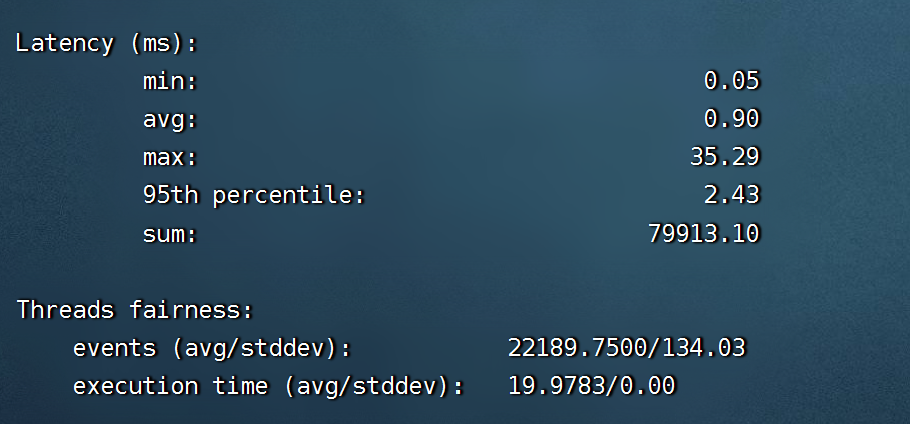 Latency (ms):
min: 0.05
avg: 0.90
max: 35.29
95th percentile: 2.43
sum: 79913.10
Threads fairness:
events (avg/stddev): 22189.7500/134.03
execution time (avg/stddev): 19.9783/0.00